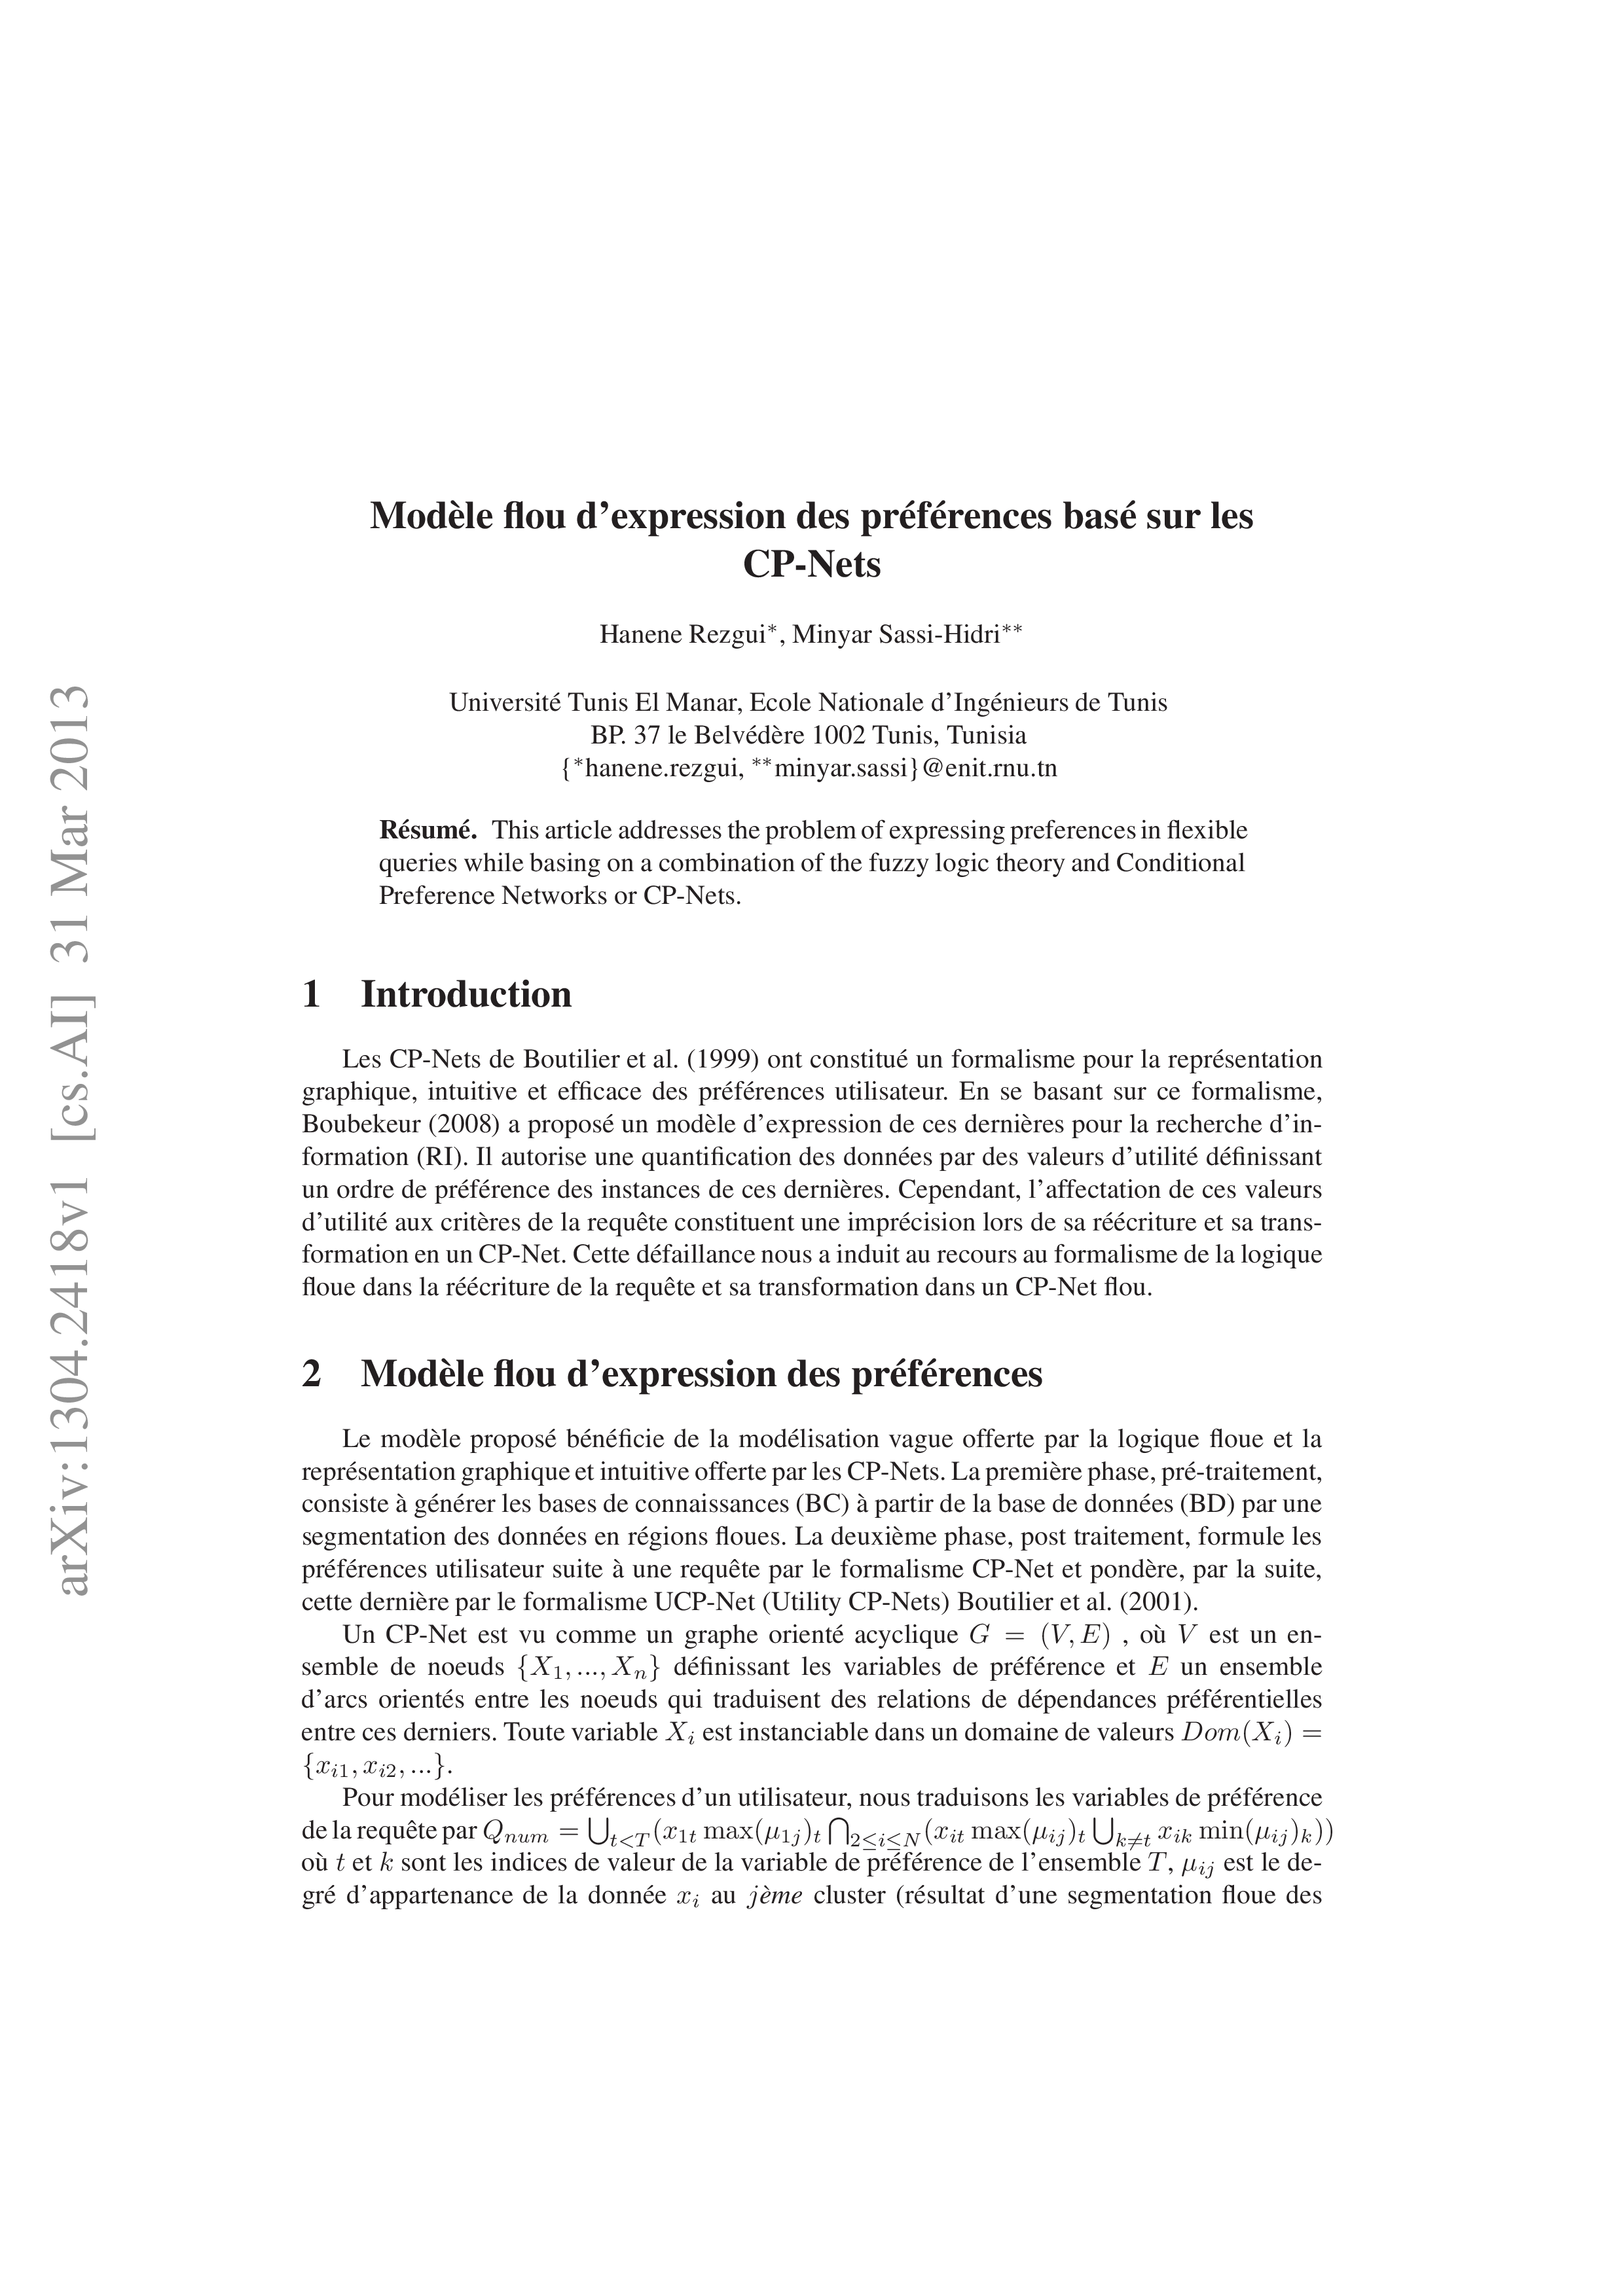 arXiv:1304.2418v1 [cs.AI] 31 Mar 2013
Modèle flou d'expression des préférences basé sur les
CP-Nets
Hanene Rezgui*, Minyar Sassi-Hidri**
Université Tunis El Manar, Ecole Nationale d'Ingénieurs de Tunis
BP. 37 le Belvédère 1002 Tunis, Tunisia
{*hanene.rezgui, **minyar.sassi}@enit.rnu.tn
Résumé. This article addresses the problem of expressing preferences in flexible
queries while basing on a combination of the fuzzy logic theory and Conditional
Preference Networks or CP-Nets.
1 Introduction
Les CP-Nets de Boutilier et al. (1999) ont constitué un formalisme pour la représentation
graphique, intuitive et efficace des préférences utilisateur. En se basant sur ce formalisme,
Boubekeur (2008) a proposé un modèle d'expression de ces dernières pour la recherche d'in-
formation (RI). Il autorise une quantification des données par des valeurs d'utilité définissant
un ordre de préférence des instances de ces dernières. Cependant, l'affectation de ces valeurs
d'utilité aux critères de la requête constituent une imprécision lors de sa réécriture et sa trans-
formation en un CP-Net. Cette défaillance nous a induit au recours au formalisme de la logique
floue dans la réécriture de la requête et sa transformation dans un CP-Net flou.
2 Modèle flou d'expression des préférences
Le modèle proposé bénéficie de la modélisation vague offerte par la logique floue et la
représentation graphique et intuitive offerte par les CP-Nets. La première phase, pré-traitement,
consiste à générer les bases de connaissances (BC) à partir de la base de données (BD) par une
segmentation des données en régions floues. La deuxième phase, post traitement, formule les
préférences utilisateur suite à une requête par le formalisme CP-Net et pondère, par la suite,
cette dernière par le formalisme UCP-Net (Utility CP-Nets) Boutilier et al. (2001).
Un CP-Net est vu comme un graphe orienté acyclique G = (V, E) , où V est un en-
semble de noeuds {X_1, ..., X_n} définissant les variables de préférence et E un ensemble
d'arcs orientés entre les noeuds qui traduisent des relations de dépendances préférentielles
entre ces derniers. Toute variable X_i est instanciable dans un domaine de valeurs Dom(X_i) =
{x_{i1}, x_{i2}, ...}.
Pour modéliser les préférences d'un utilisateur, nous traduisons les variables de préférence
de la requête par Q_{num} = ⋃_{t<T}(x_{1t} max(μ_{1j})_t ⋂_{2≤i≤N}(x_{it} max(μ_{ij})_t ⋃_{k≠t} x_{ik} min(μ_{ij})_k))
où t et k sont les indices de valeur de la variable de préférence de l'ensemble T, μ_{ij} est le de-
gré d'appartenance de la donnée x_i au jème cluster (résultat d'une segmentation floue des